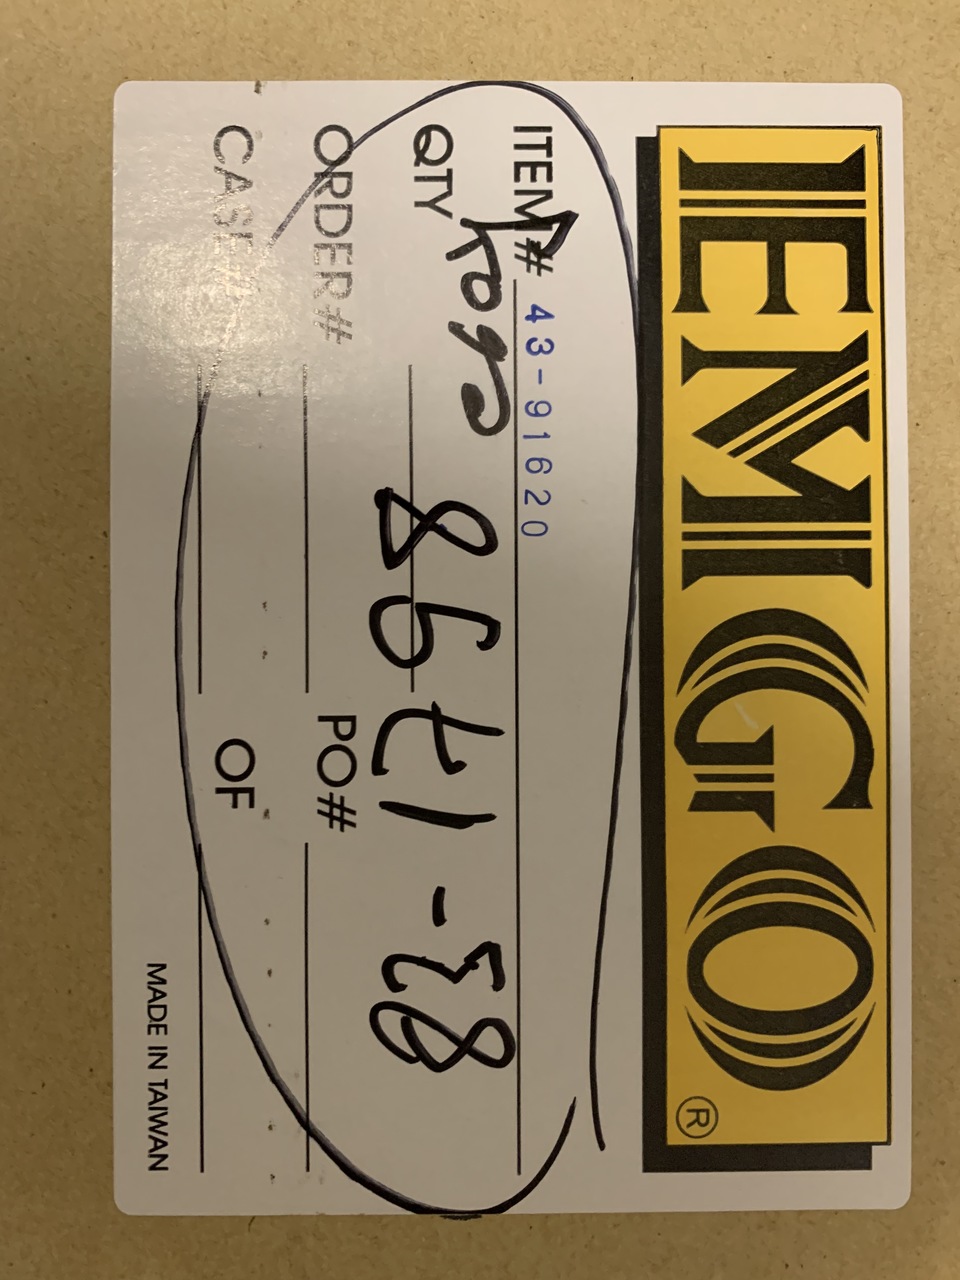 EMGO®
ITEM# 43-91620
QTY
ORDER#
PO#
CASE
OF
MADE IN TAIWAN